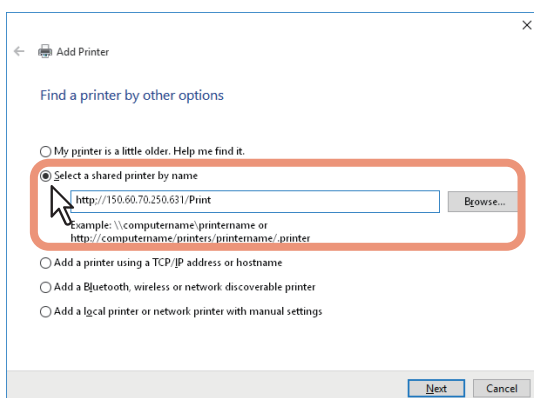 Add Printer
Find a printer by other options
My printer is a little older. Help me find it.
Select a shared printer by name
http;//150.60.70.250.631/Print
Browse...
Example: \\computername\printername or
http://computername/printers/printername/.printer
Add a printer using a TCP/IP address or hostname
Add a Bluetooth, wireless or network discoverable printer
Add a local printer or network printer with manual settings
Next Cancel